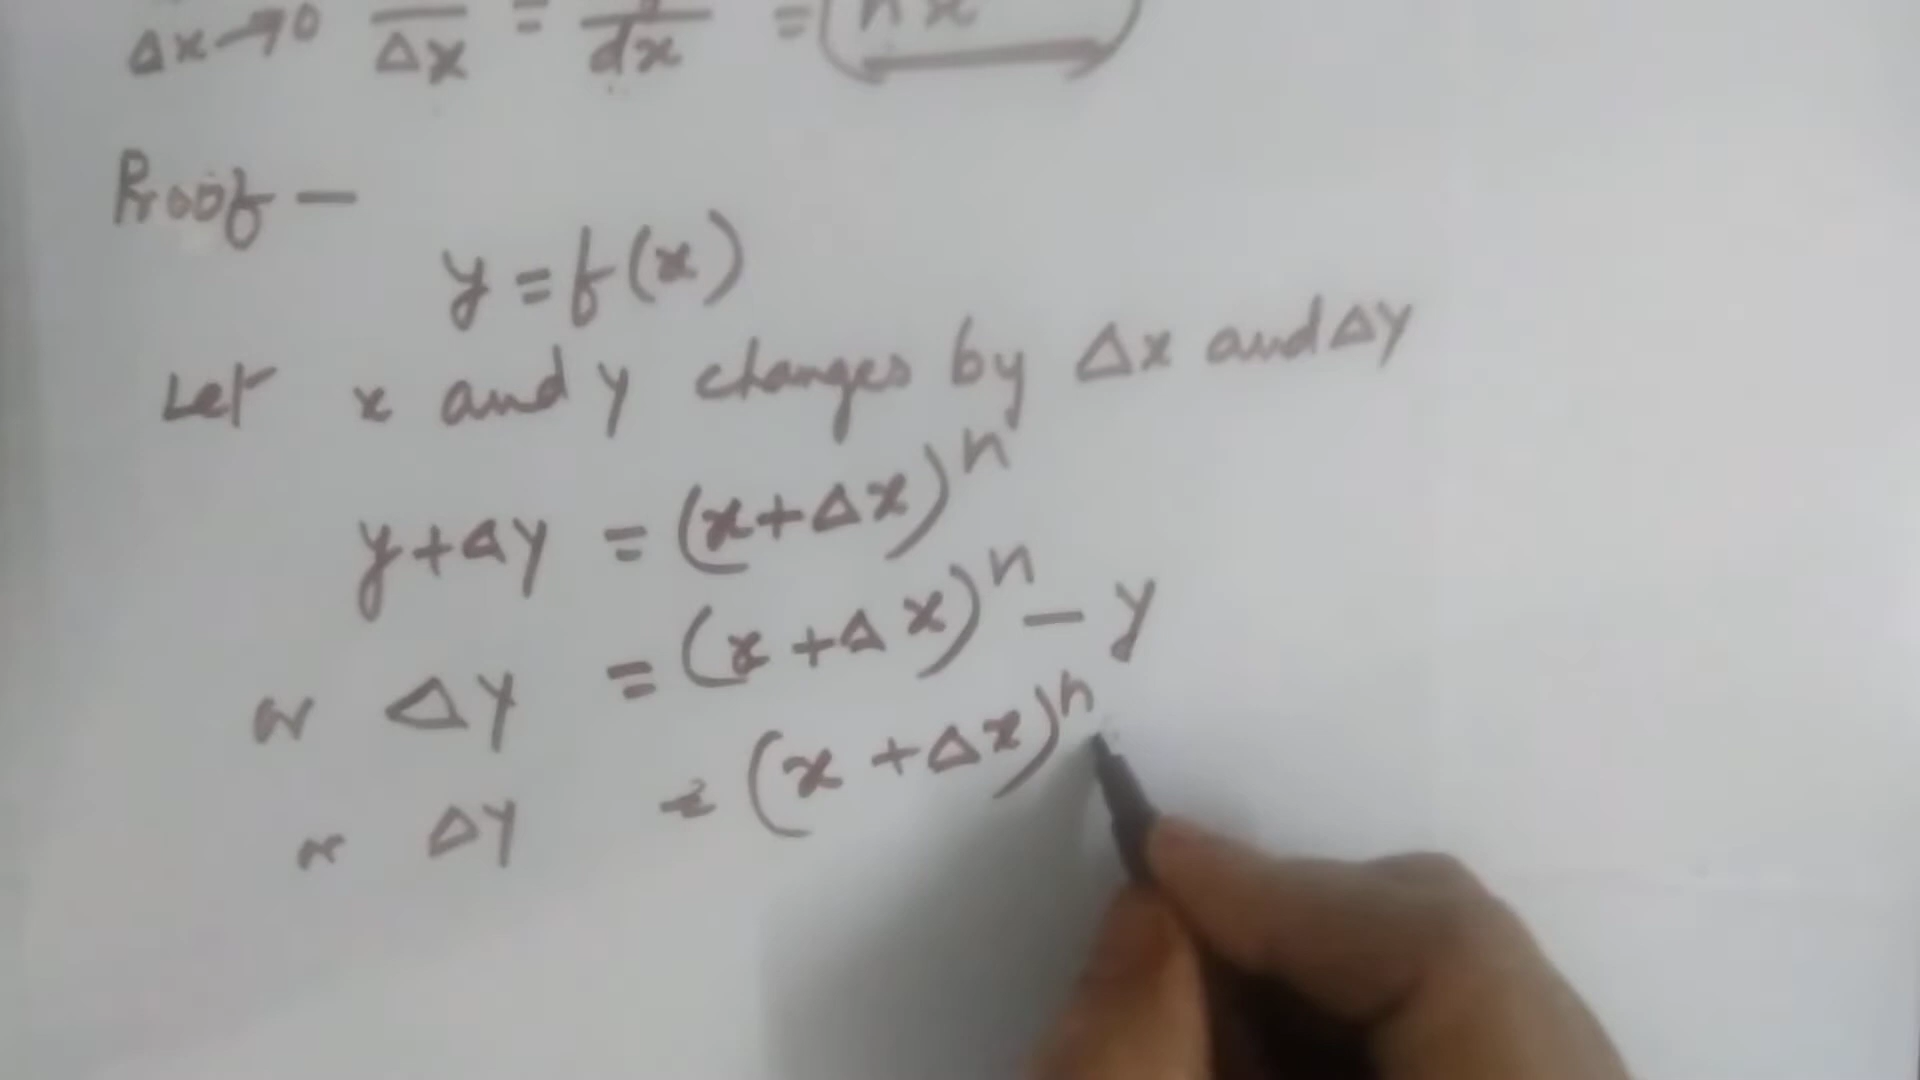 Δx→0 Δx = dx = nx
Proof —
y = f(x)
Let x and y changes by Δx and Δy
y+Δy = (x+Δx)^n
or Δy = (x+Δx)^n - y
or Δy = (x+Δx)^n